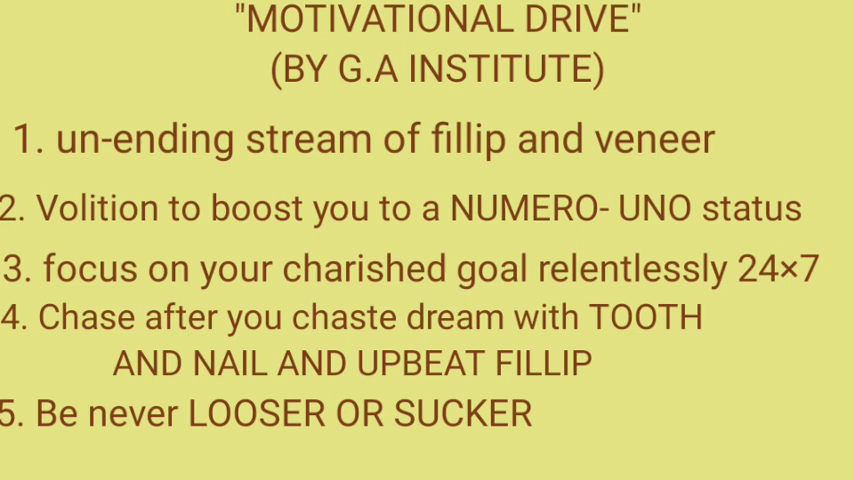 "MOTIVATIONAL DRIVE"
(BY G.A INSTITUTE)
1. un-ending stream of fillip and veneer
2. Volition to boost you to a NUMERO- UNO status
3. focus on your charished goal relentlessly 24×7
4. Chase after you chaste dream with TOOTH
AND NAIL AND UPBEAT FILLIP
5. Be never LOOSER OR SUCKER